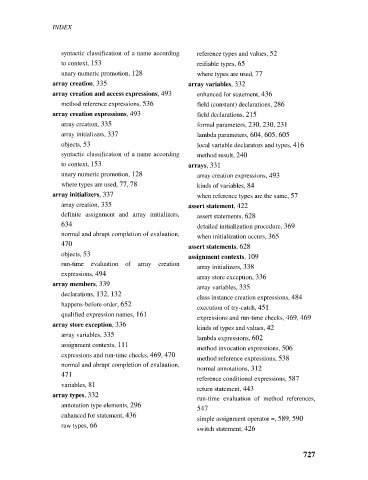 INDEX
syntactic classification of a name according
to context, 153
unary numeric promotion, 128
array creation, 335
array creation and access expressions, 493
method reference expressions, 536
array creation expressions, 493
array creation, 335
array initializers, 337
objects, 53
syntactic classification of a name according
to context, 153
unary numeric promotion, 128
where types are used, 77, 78
array initializers, 337
array creation, 335
definite assignment and array initializers,
634
normal and abrupt completion of evaluation,
470
objects, 53
run-time evaluation of array creation
expressions, 494
array members, 339
declarations, 132, 132
happens-before order, 652
qualified expression names, 161
array store exception, 336
array variables, 335
assignment contexts, 111
expressions and run-time checks, 469, 470
normal and abrupt completion of evaluation,
471
variables, 81
array types, 332
annotation type elements, 296
enhanced for statement, 436
raw types, 66
reference types and values, 52
reifiable types, 65
where types are used, 77
array variables, 332
enhanced for statement, 436
field (constant) declarations, 286
field declarations, 215
formal parameters, 230, 230, 231
lambda parameters, 604, 605, 605
local variable declarators and types, 416
method result, 240
arrays, 331
array creation expressions, 493
kinds of variables, 84
when reference types are the same, 57
assert statement, 422
assert statements, 628
detailed initialization procedure, 369
when initialization occurs, 365
assert statements, 628
assignment contexts, 109
array initializers, 338
array store exception, 336
array variables, 335
class instance creation expressions, 484
execution of try-catch, 451
expressions and run-time checks, 469, 469
kinds of types and values, 42
lambda expressions, 602
method invocation expressions, 506
method reference expressions, 538
normal annotations, 312
reference conditional expressions, 587
return statement, 443
run-time evaluation of method references,
547
simple assignment operator =, 589, 590
switch statement, 426
727